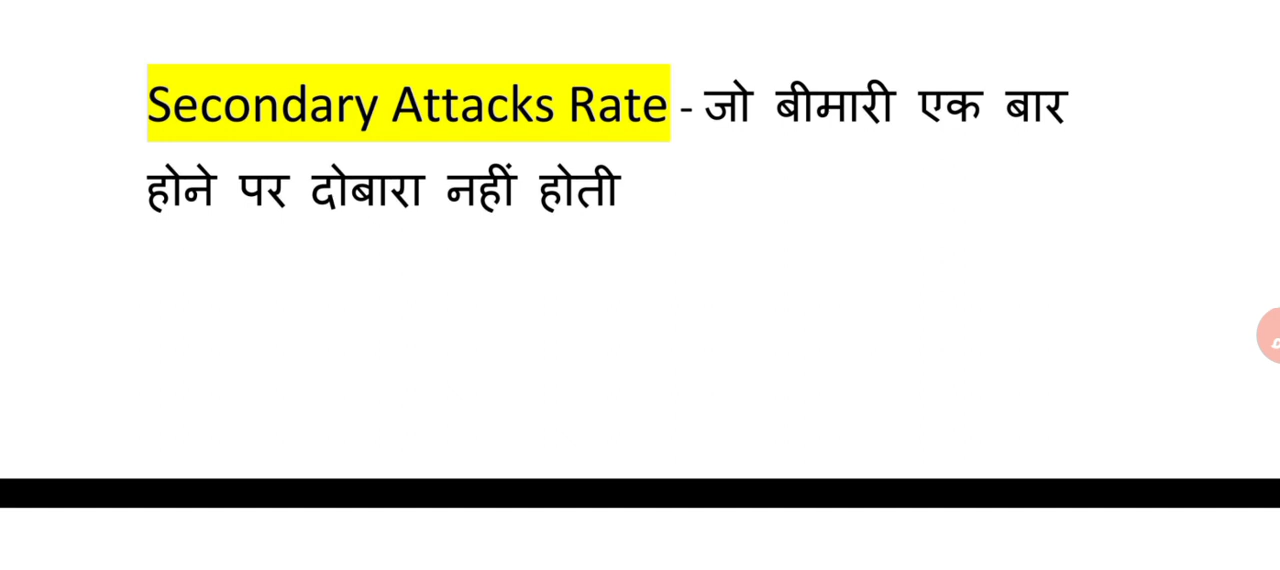 Secondary Attacks Rate - जो बीमारी एक बार
होने पर दोबारा नहीं होती